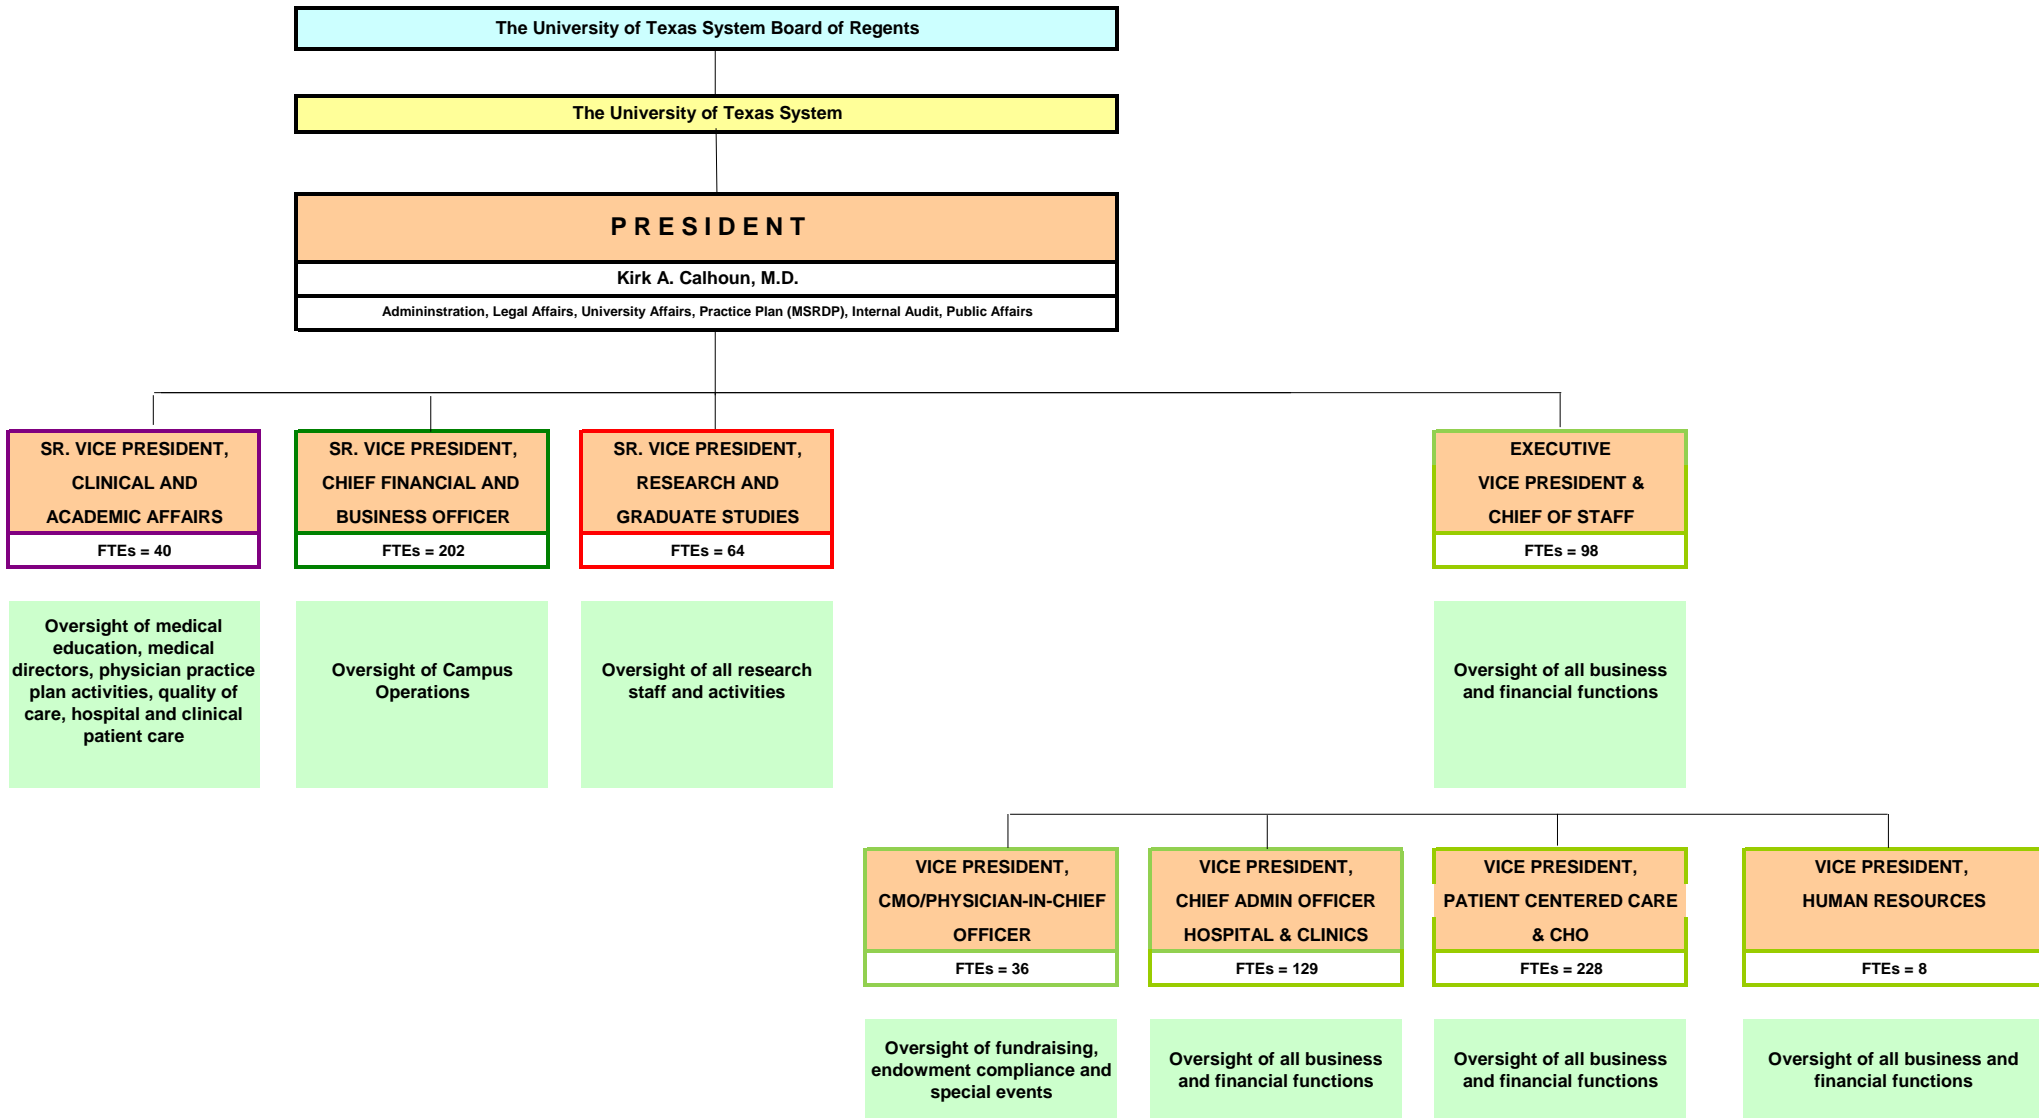 The University of Texas System Board of Regents
The University of Texas System
P R E S I D E N T
Kirk A. Calhoun, M.D.
Admininstration, Legal Affairs, University Affairs, Practice Plan (MSRDP), Internal Audit, Public Affairs
SR. VICE PRESIDENT,
CLINICAL AND
ACADEMIC AFFAIRS
FTEs = 40
SR. VICE PRESIDENT,
CHIEF FINANCIAL AND
BUSINESS OFFICER
FTEs = 202
SR. VICE PRESIDENT,
RESEARCH AND
GRADUATE STUDIES
FTEs = 64
EXECUTIVE
VICE PRESIDENT &
CHIEF OF STAFF
FTEs = 98
Oversight of medical
education, medical
directors, physician practice
plan activities, quality of
care, hospital and clinical
patient care
Oversight of Campus
Operations
Oversight of all research
staff and activities
Oversight of all business
and financial functions
VICE PRESIDENT,
CMO/PHYSICIAN-IN-CHIEF
OFFICER
FTEs = 36
VICE PRESIDENT,
CHIEF ADMIN OFFICER
HOSPITAL & CLINICS
FTEs = 129
VICE PRESIDENT,
PATIENT CENTERED CARE
& CHO
FTEs = 228
VICE PRESIDENT,
HUMAN RESOURCES
FTEs = 8
Oversight of fundraising,
endowment compliance and
special events
Oversight of all business
and financial functions
Oversight of all business
and financial functions
Oversight of all business and
financial functions